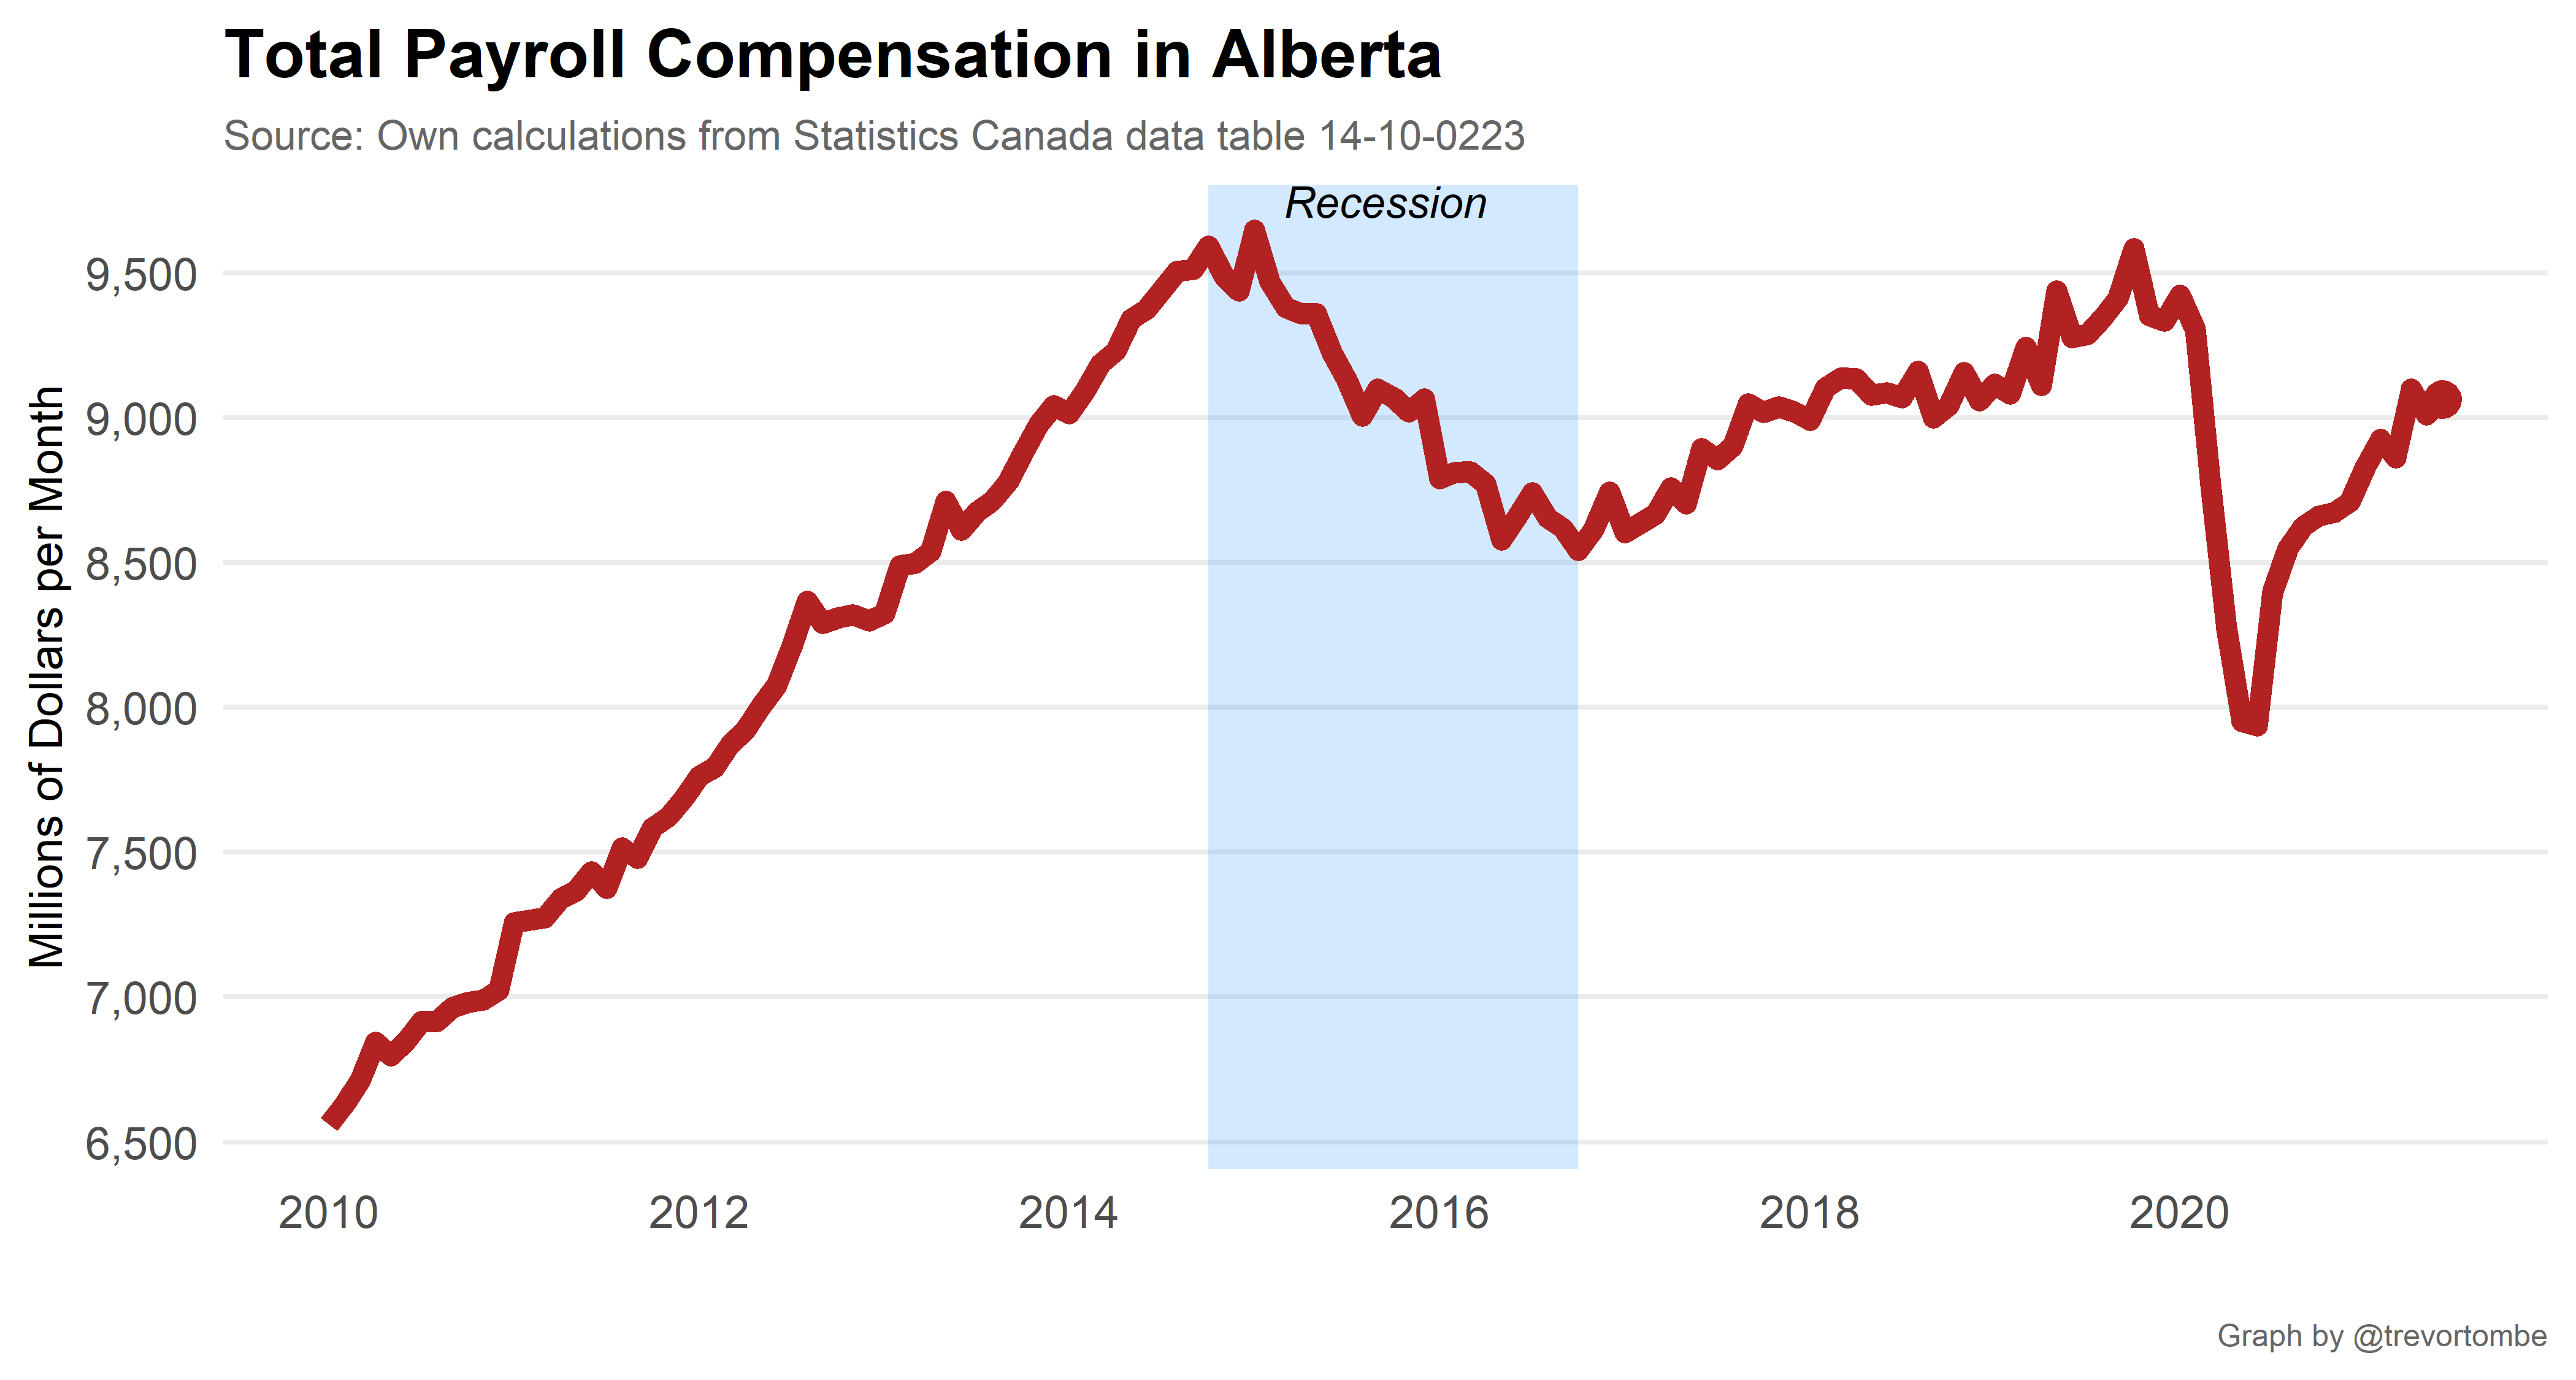 Total Payroll Compensation in Alberta
Source: Own calculations from Statistics Canada data table 14-10-0223
Recession
Millions of Dollars per Month
9,500
9,000
8,500
8,000
7,500
7,000
6,500
2010 2012 2014 2016 2018 2020
Graph by @trevortombe